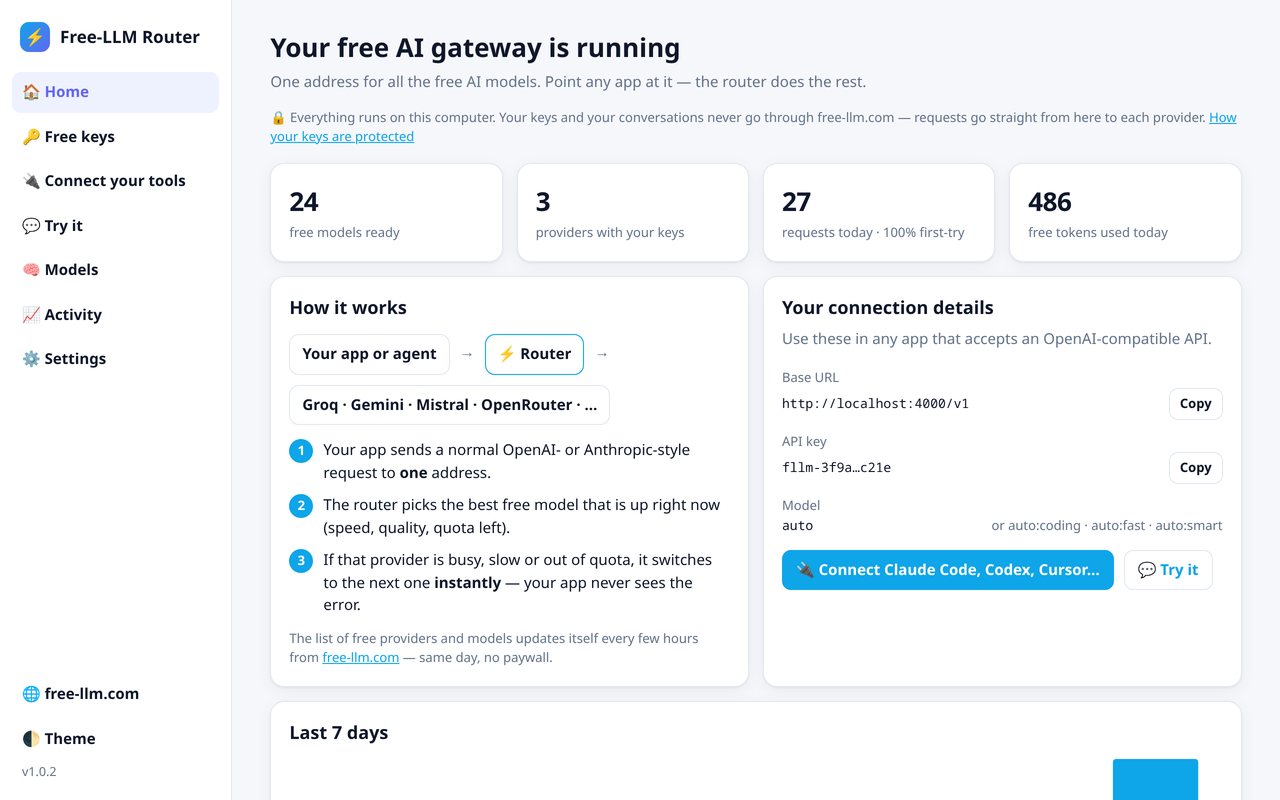 Free-LLM Router
Home
Free keys
Connect your tools
Try it
Models
Activity
Settings
free-llm.com
Theme
v1.0.2
Your free AI gateway is running
One address for all the free AI models. Point any app at it — the router does the rest.
Everything runs on this computer. Your keys and your conversations never go through free-llm.com — requests go straight from here to each provider. How
your keys are protected
24
free models ready
3
providers with your keys
27
requests today · 100% first-try
486
free tokens used today
How it works
Your app or agent → ⚡ Router →
Groq · Gemini · Mistral · OpenRouter · ...
1 Your app sends a normal OpenAI- or Anthropic-style
request to one address.
2 The router picks the best free model that is up right now
(speed, quality, quota left).
3 If that provider is busy, slow or out of quota, it switches
to the next one instantly — your app never sees the
error.
The list of free providers and models updates itself every few hours
from free-llm.com — same day, no paywall.
Your connection details
Use these in any app that accepts an OpenAI-compatible API.
Base URL
http://localhost:4000/v1 Copy
API key
fllm-3f9a…c21e Copy
Model
auto or auto:coding · auto:fast · auto:smart
Connect Claude Code, Codex, Cursor... Try it
Last 7 days